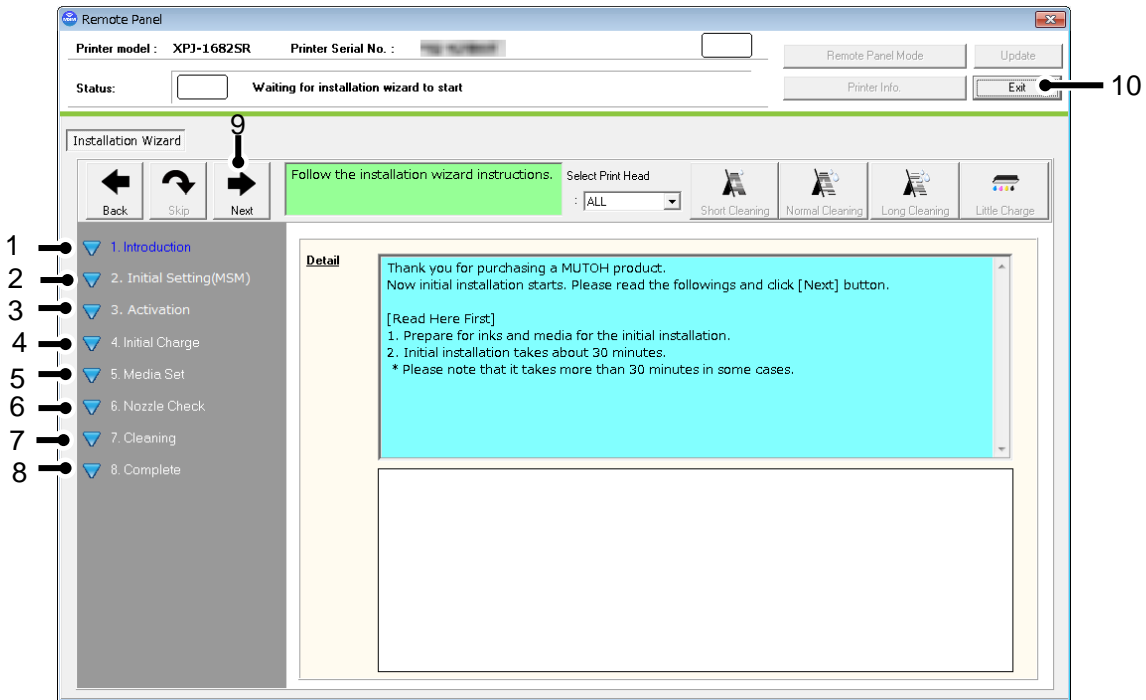 Remote Panel
Printer model : XPJ-1682SR Printer Serial No. :
Remote Panel Mode Update
Status: Waiting for installation wizard to start
Printer Info. Exit 10
9
Installation Wizard
Follow the installation wizard instructions.
Select Print Head
: ALL
Back Skip Next
Short Cleaning Normal Cleaning Long Cleaning Little Charge
1 1. Introduction
2 2. Initial Setting(MSM)
3 3. Activation
4 4. Initial Charge
5 5. Media Set
6 6. Nozzle Check
7 7. Cleaning
8 8. Complete
Detail
Thank you for purchasing a MUTOH product.
Now initial installation starts. Please read the followings and click [Next] button.
[Read Here First]
1. Prepare for inks and media for the initial installation.
2. Initial installation takes about 30 minutes.
* Please note that it takes more than 30 minutes in some cases.